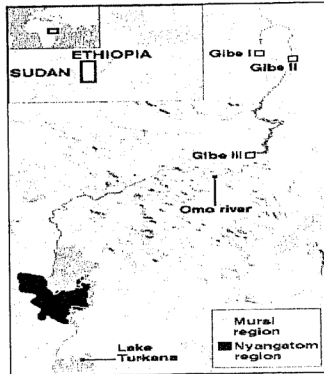 ETHIOPIA
SUDAN
Gibe I
Gibe II
Gibe III
Omo river
Lake
Turkana
Mursi
region
Nyangatom
region